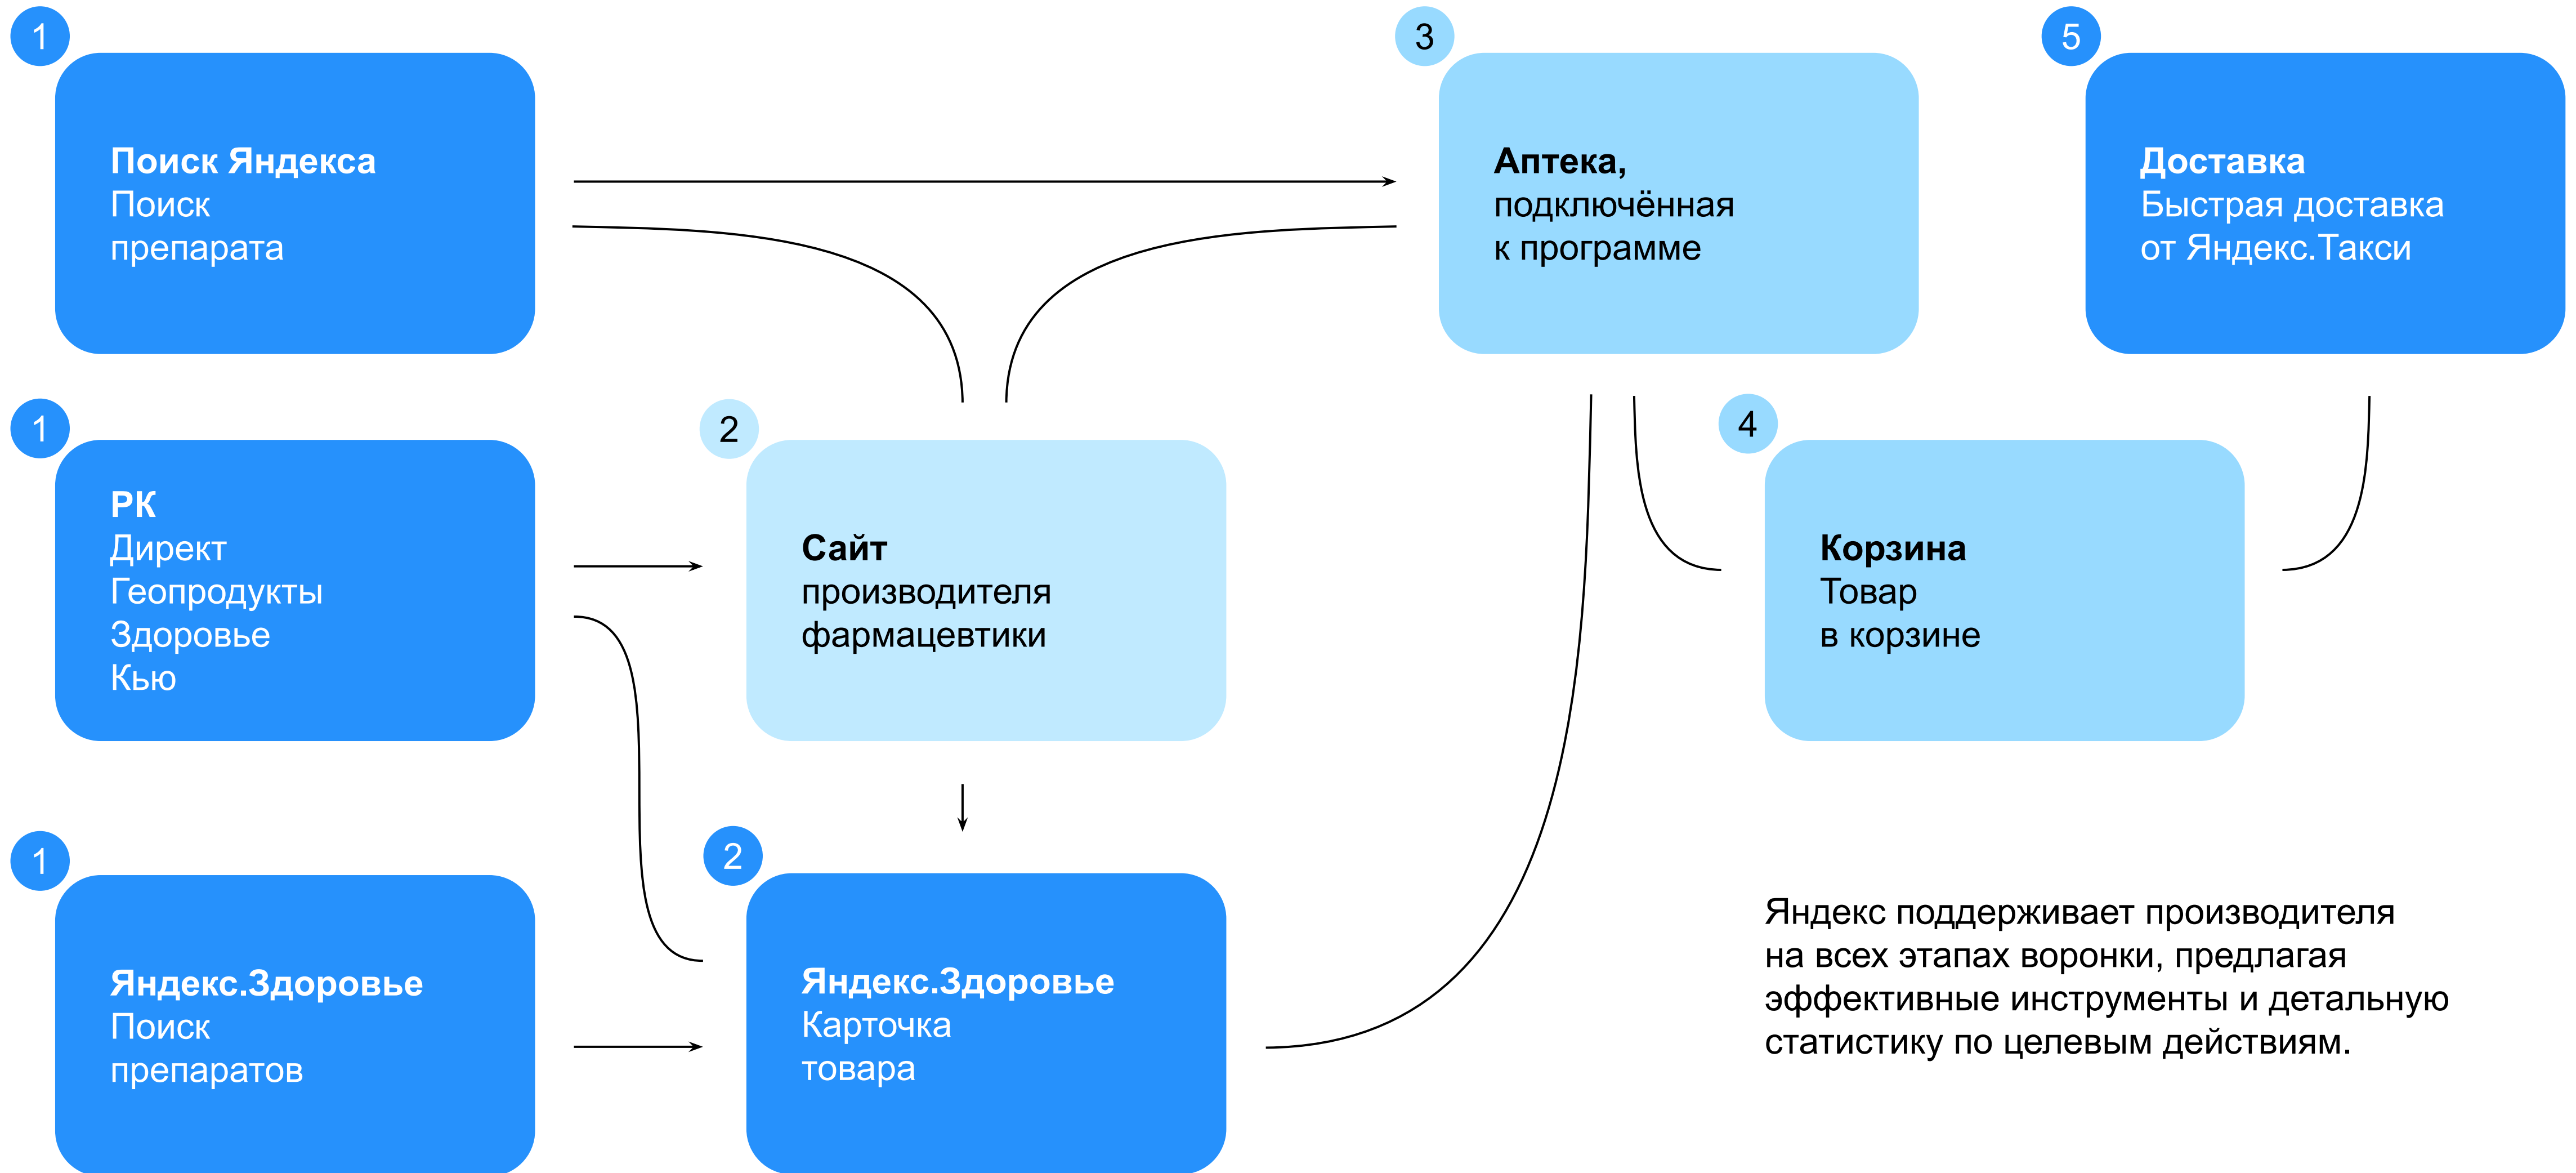 1
Поиск Яндекса
Поиск
препарата
3
Аптека,
подключённая
к программе
5
Доставка
Быстрая доставка
от Яндекс.Такси
1
РК
Директ
Геопродукты
Здоровье
Кью
2
Сайт
производителя
фармацевтики
4
Корзина
Товар
в корзине
1
Яндекс.Здоровье
Поиск
препаратов
2
Яндекс.Здоровье
Карточка
товара
Яндекс поддерживает производителя
на всех этапах воронки, предлагая
эффективные инструменты и детальную
статистику по целевым действиям.